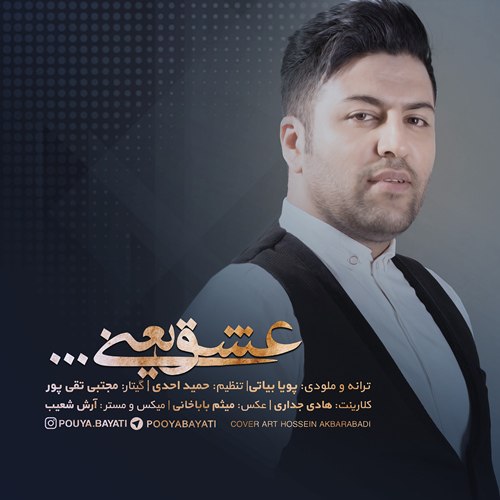 عشق یعنی ...
ترانه و ملودی: پویا بیاتی | تنظیم: حمید احدی | گیتار: مجتبی تقی پور
کلارینت: هادی جداری | عکس: میثم باباخانی | میکس و مستر: آرش شعیب
POUYA.BAYATI POOYABAYATI COVER ART HOSSEIN AKBARABADI